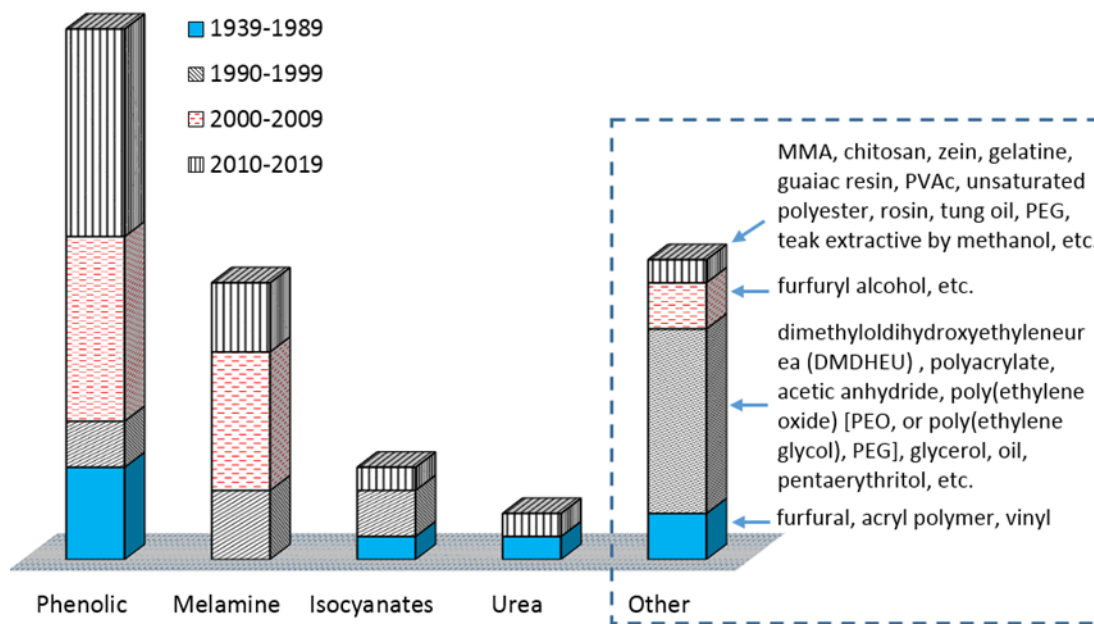 1939-1989
1990-1999
2000-2009
2010-2019
MMA, chitosan, zein, gelatine,
guaiac resin, PVAc, unsaturated
polyester, rosin, tung oil, PEG,
teak extractive by methanol, etc.
furfuryl alcohol, etc.
dimethyloldihydroxyethyleneur
ea (DMDHEU) , polyacrylate,
acetic anhydride, poly(ethylene
oxide) [PEO, or poly(ethylene
glycol), PEG], glycerol, oil,
pentaerythritol, etc.
furfural, acryl polymer, vinyl
Phenolic Melamine Isocyanates Urea Other